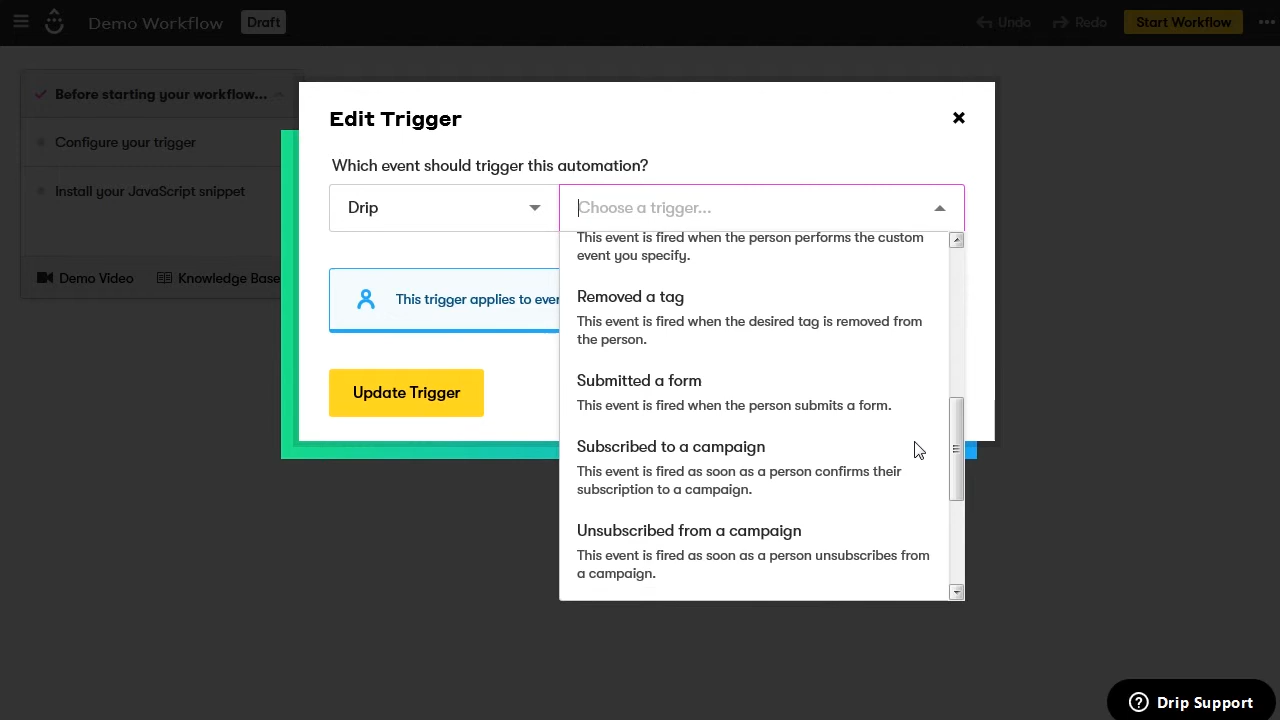 Demo Workflow
Draft
Undo
Redo
Start Workflow
Before starting your workflow...
Configure your trigger
Install your JavaScript snippet
Demo Video
Knowledge Base
Edit Trigger
Which event should trigger this automation?
Drip
Choose a trigger...
This trigger applies to ever
Update Trigger
This event is fired when the person performs the custom
event you specify.
Removed a tag
This event is fired when the desired tag is removed from
the person.
Submitted a form
This event is fired when the person submits a form.
Subscribed to a campaign
This event is fired as soon as a person confirms their
subscription to a campaign.
Unsubscribed from a campaign
This event is fired as soon as a person unsubscribes from
a campaign.
Drip Support